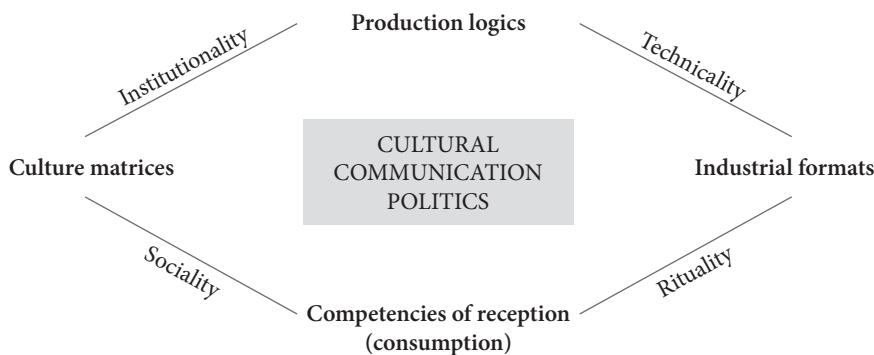 Production logics
Institutionality
Technicality
CULTURAL
COMMUNICATION
POLITICS
Culture matrices
Industrial formats
Sociality
Rituality
Competencies of reception
(consumption)